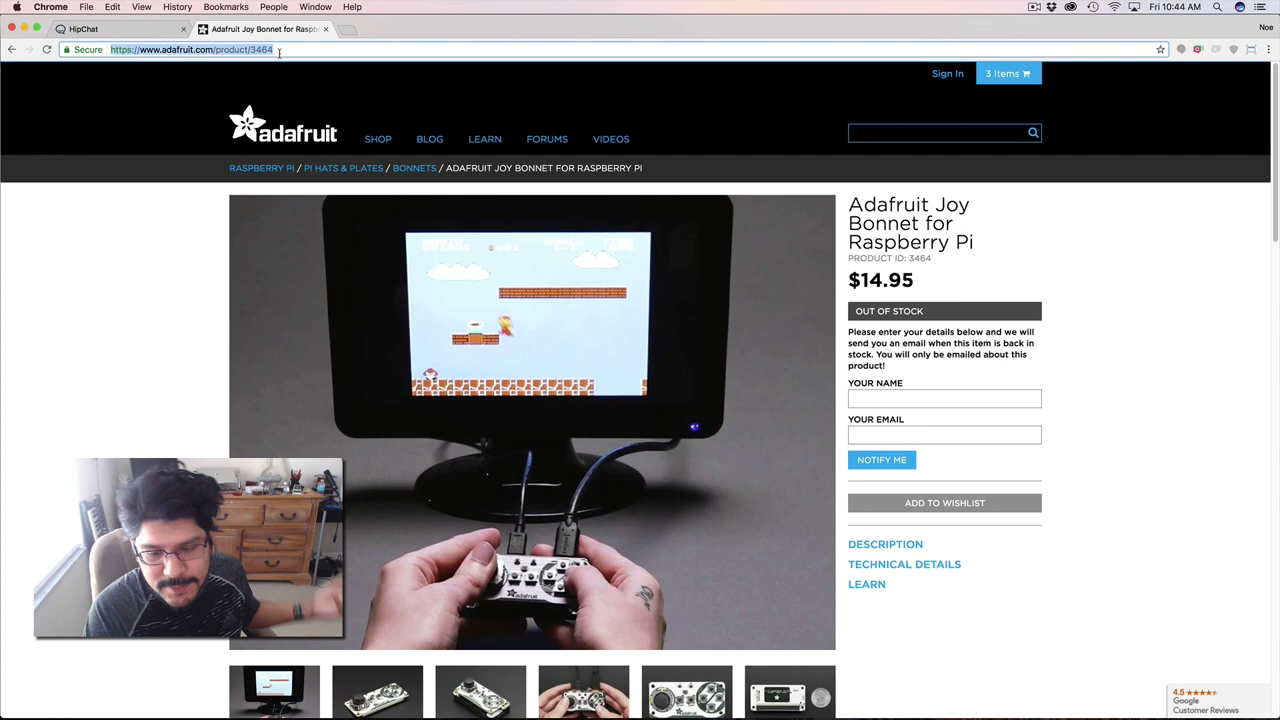 Chrome File Edit View History Bookmarks People Window Help
Fri 10:44 AM
HipChat
Adafruit Joy Bonnet for Raspb
Noe
Secure https://www.adafruit.com/product/3464
Sign In
3 Items
adafruit
SHOP BLOG LEARN FORUMS VIDEOS
RASPBERRY PI / PI HATS & PLATES / BONNETS / ADAFRUIT JOY BONNET FOR RASPBERRY PI
Adafruit Joy
Bonnet for
Raspberry Pi
PRODUCT ID: 3464
$14.95
OUT OF STOCK
Please enter your details below and we will
send you an email when this item is back in
stock. You will only be emailed about this
product!
YOUR NAME
YOUR EMAIL
NOTIFY ME
ADD TO WISHLIST
DESCRIPTION
TECHNICAL DETAILS
LEARN
adafruit
4.5
Google
Customer Reviews